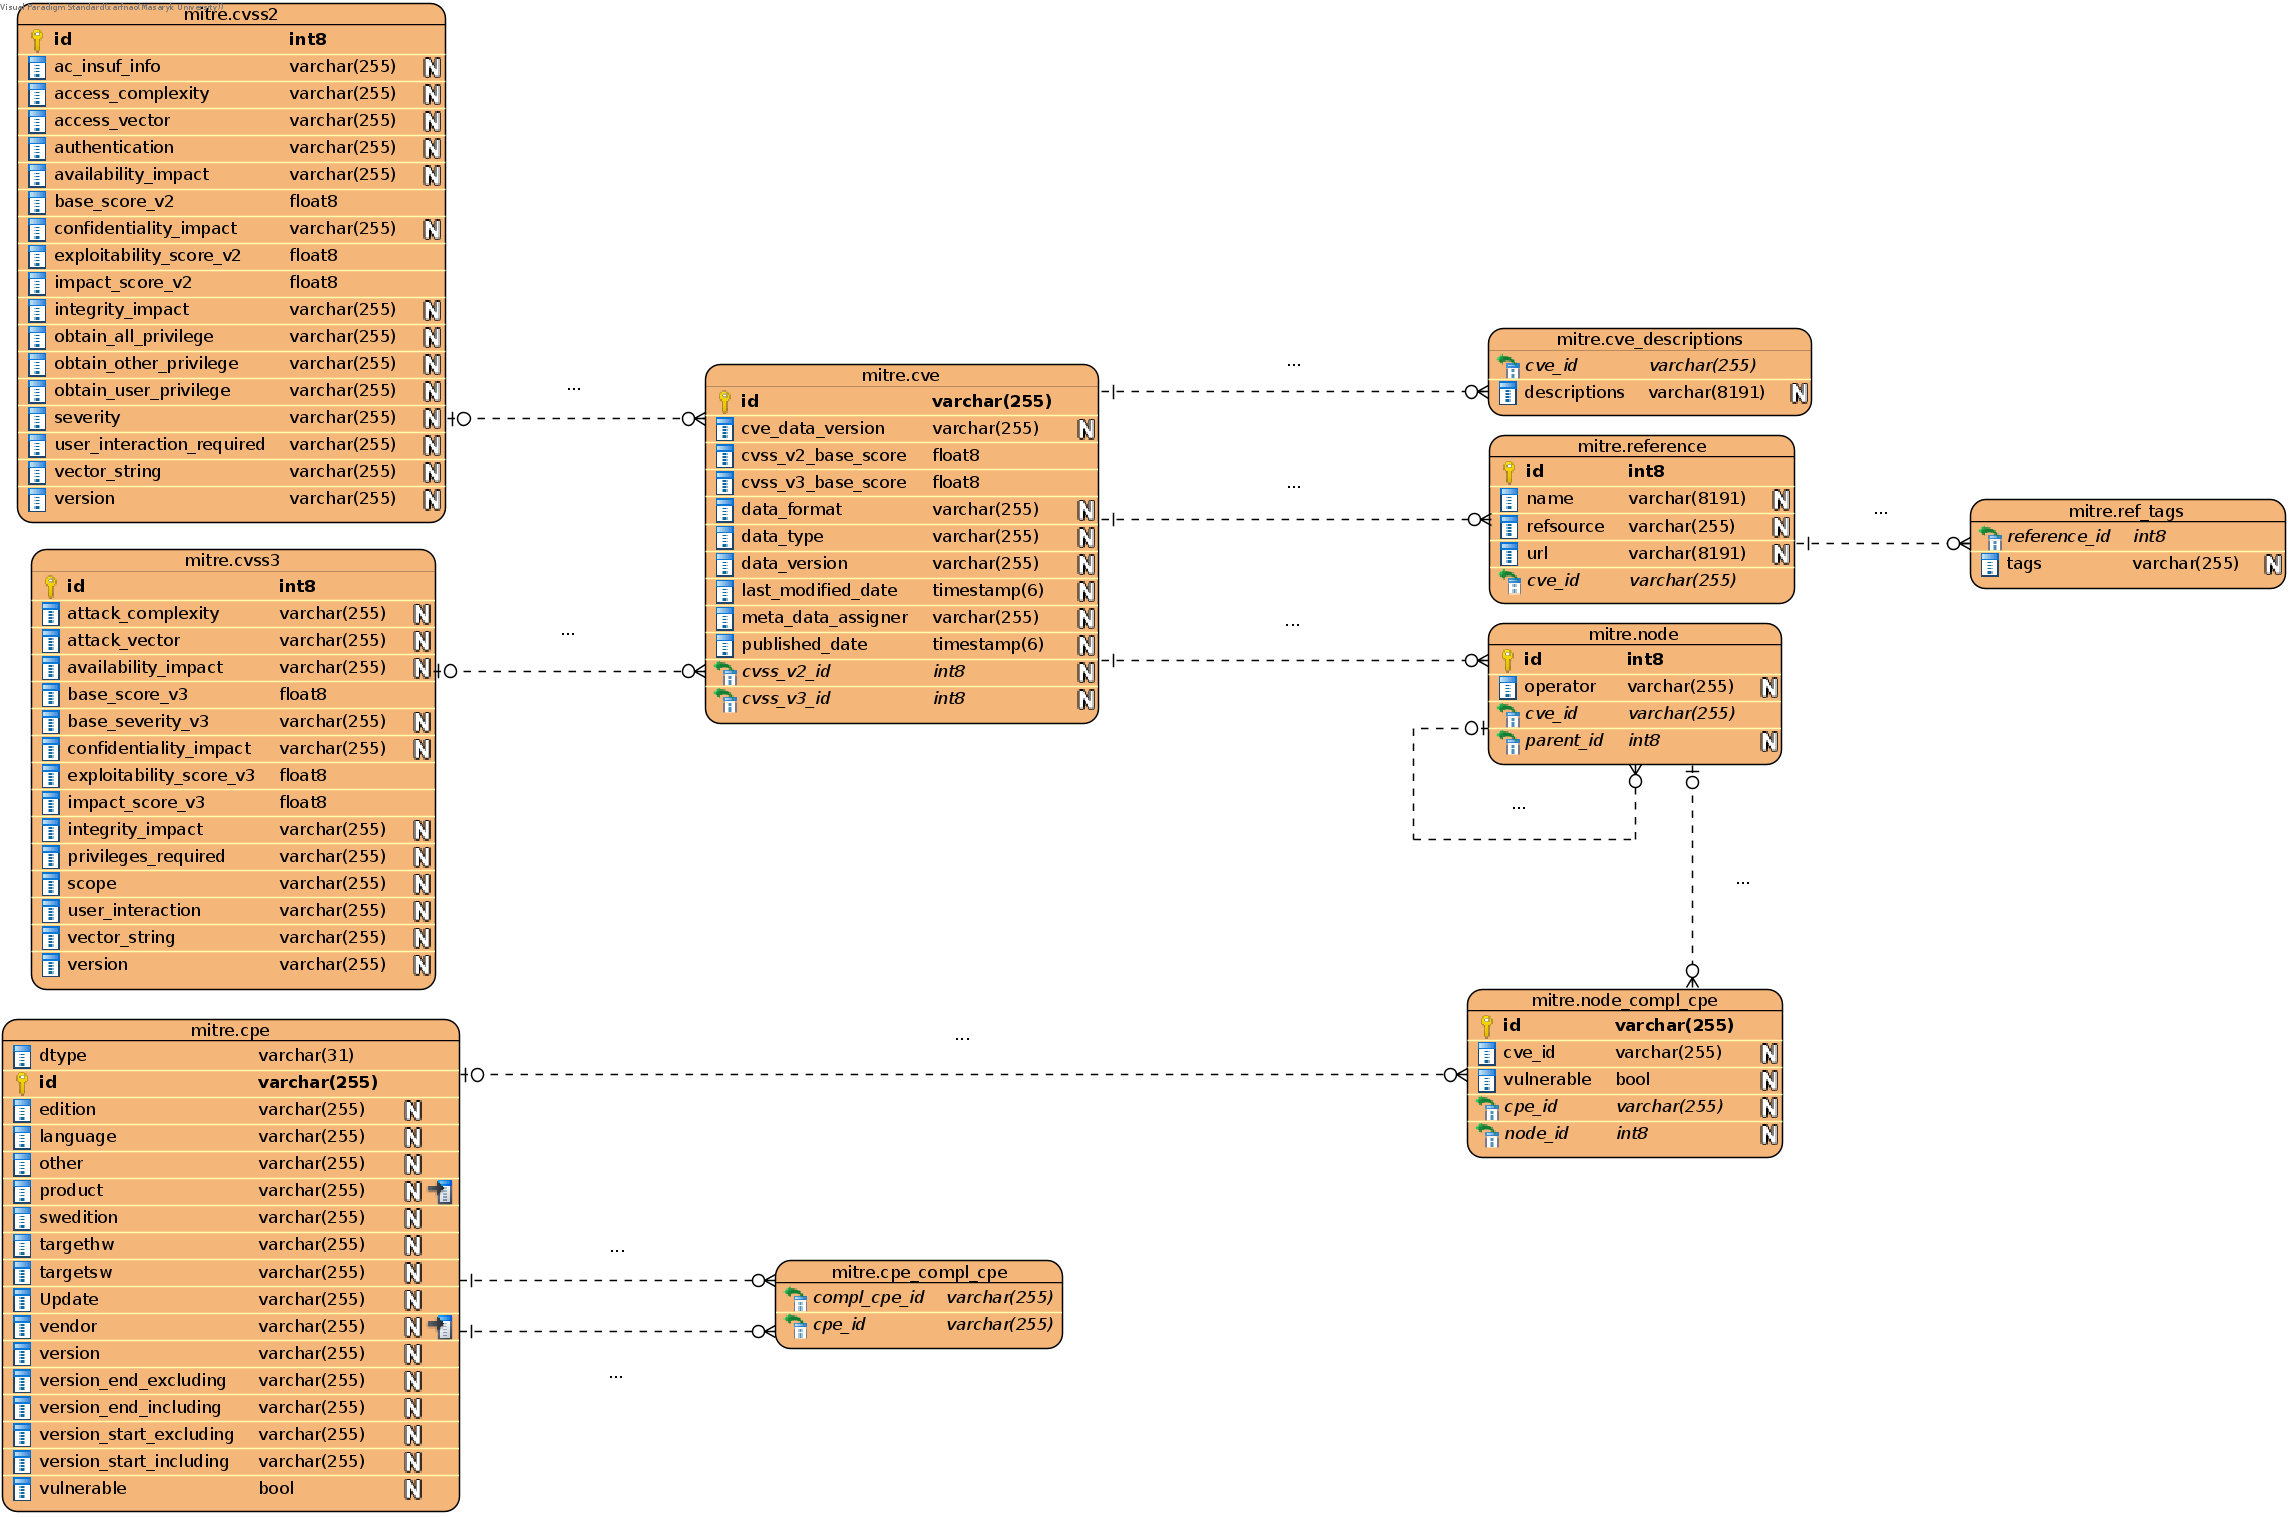 Visual Paradigm Standard(sarfnao(Masaryk University))
mitre.cvss2
id int8
ac_insuf_info varchar(255) N
access_complexity varchar(255) N
access_vector varchar(255) N
authentication varchar(255) N
availability_impact varchar(255) N
base_score_v2 float8
confidentiality_impact varchar(255) N
exploitability_score_v2 float8
impact_score_v2 float8
integrity_impact varchar(255) N
obtain_all_privilege varchar(255) N
obtain_other_privilege varchar(255) N
obtain_user_privilege varchar(255) N
severity varchar(255) N
user_interaction_required varchar(255) N
vector_string varchar(255) N
version varchar(255) N
...
mitre.cvss3
id int8
attack_complexity varchar(255) N
attack_vector varchar(255) N
availability_impact varchar(255) N
base_score_v3 float8
base_severity_v3 varchar(255) N
confidentiality_impact varchar(255) N
exploitability_score_v3 float8
impact_score_v3 float8
integrity_impact varchar(255) N
privileges_required varchar(255) N
scope varchar(255) N
user_interaction varchar(255) N
vector_string varchar(255) N
version varchar(255) N
...
mitre.cve
id varchar(255)
cve_data_version varchar(255) N
cvss_v2_base_score float8
cvss_v3_base_score float8
data_format varchar(255) N
data_type varchar(255) N
data_version varchar(255) N
last_modified_date timestamp(6) N
meta_data_assigner varchar(255) N
published_date timestamp(6) N
cvss_v2_id int8 N
cvss_v3_id int8 N
...
mitre.cve_descriptions
cve_id varchar(255)
descriptions varchar(8191) N
...
mitre.reference
id int8
name varchar(8191) N
refsource varchar(255) N
url varchar(8191) N
cve_id varchar(255)
...
mitre.ref_tags
reference_id int8
tags varchar(255) N
...
mitre.node
id int8
operator varchar(255) N
cve_id varchar(255)
parent_id int8 N
...
...
mitre.node_compl_cpe
id varchar(255)
cve_id varchar(255) N
vulnerable bool N
cpe_id varchar(255) N
node_id int8 N
...
mitre.cpe
dtype varchar(31)
id varchar(255)
edition varchar(255) N
language varchar(255) N
other varchar(255) N
product varchar(255) N
swedition varchar(255) N
targethw varchar(255) N
targetsw varchar(255) N
Update varchar(255) N
vendor varchar(255) N
version varchar(255) N
version_end_excluding varchar(255) N
version_end_including varchar(255) N
version_start_excluding varchar(255) N
version_start_including varchar(255) N
vulnerable bool N
...
mitre.cpe_compl_cpe
compl_cpe_id varchar(255)
cpe_id varchar(255)
...